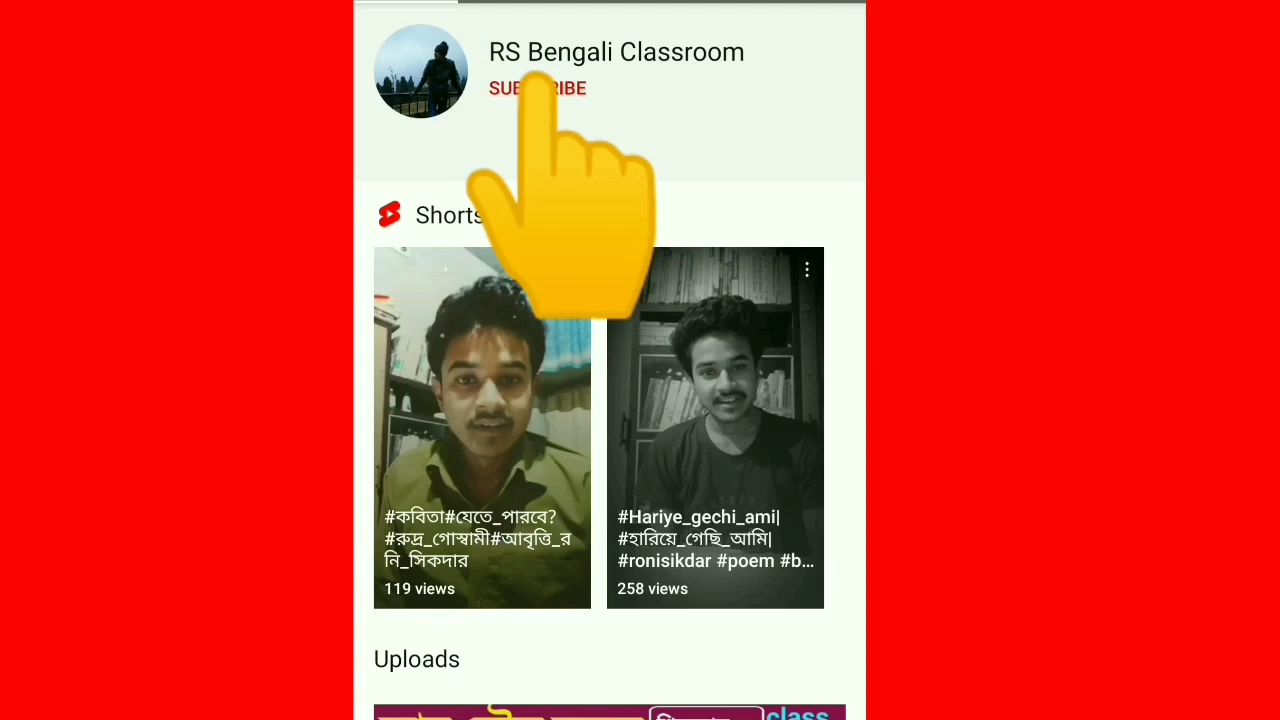 RS Bengali Classroom
Shorts
#কবিতা#যেতে_পারবে?
#রুদ্র_গোস্বামী#আবৃত্তি_র
নি_সিকদার
119 views
#Hariye_gechi_ami|
#হারিয়ে_গেছি_আমি|
#ronisikdar #poem #b...
258 views
Uploads
class